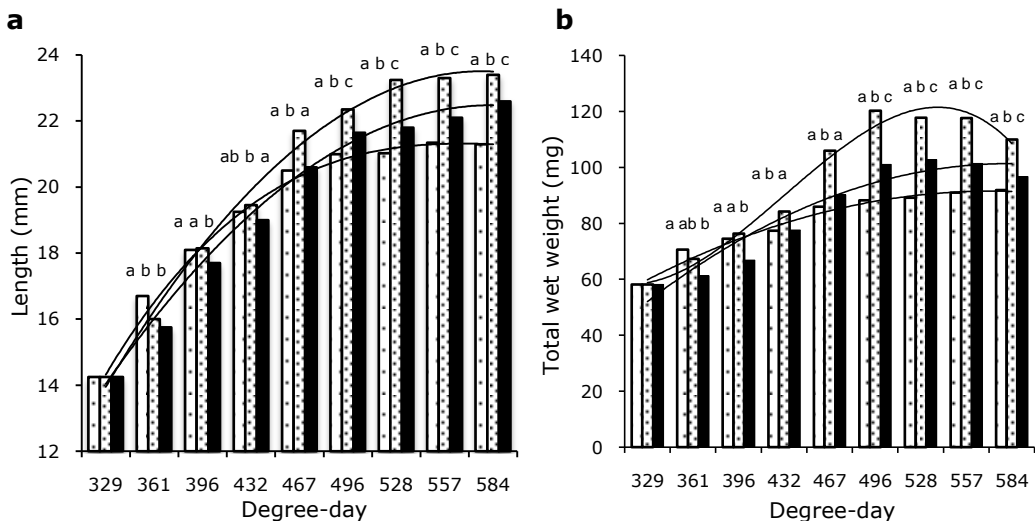 a
Length (mm)
24
22
20
18
16
14
12
a b b
a a b
ab b a
a b a
a b c
a b c
a b c
a b c
329 361 396 432 467 496 528 557 584
Degree-day
b
Total wet weight (mg)
140
120
100
80
60
40
20
0
a ab b
a a b
a b a
a b a
a b c
a b c
a b c
a b c
329 361 396 432 467 496 528 557 584
Degree-day